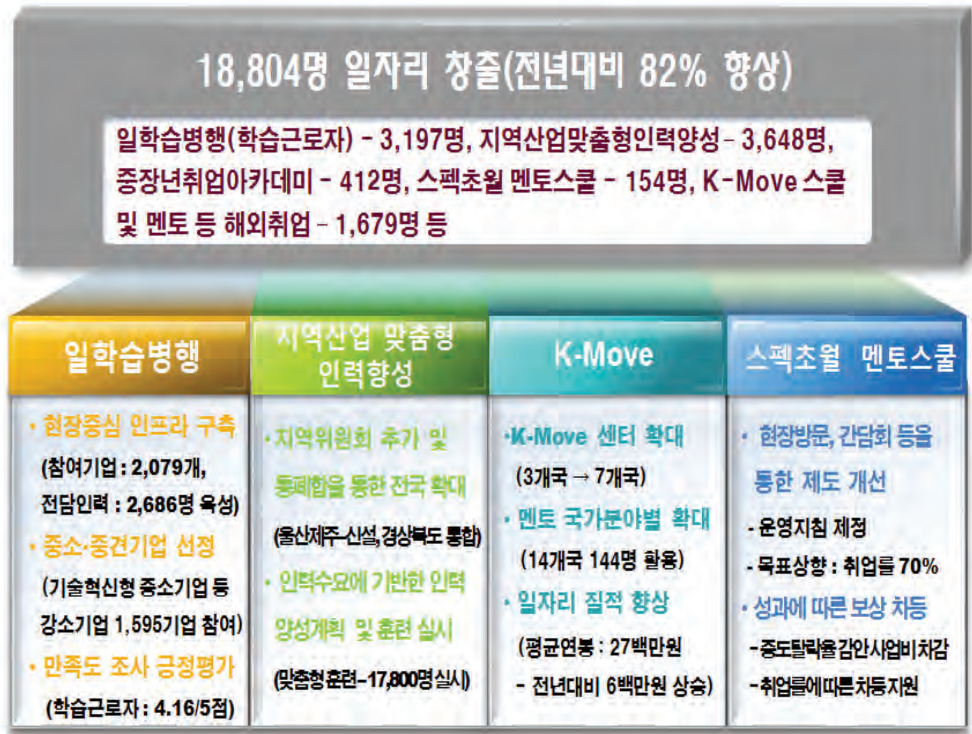 18,804명 일자리 창출(전년대비 82% 향상)
일학습병행(학습근로자) - 3,197명, 지역산업맞춤형인력양성- 3,648명,
중장년취업아카데미 - 412명, 스펙초월 멘토스쿨 - 154명, K-Move 스쿨
및 멘토 등 해외취업 - 1,679명 등
일학습병행
• 현장중심 인프라 구축
(참여기업 : 2,079개,
전담인력 : 2,686명 육성)
• 중소·중견기업 선정
(기술혁신형 중소기업 등
강소기업 1,595기업 참여)
• 만족도 조사 긍정평가
(학습근로자 : 4.16/5점)
지역산업 맞춤형
인력향성
• 지역위원회 추가 및
통폐합을 통한 전국 확대
(울산제주-신설, 경상북도 통합)
• 인력수요에 기반한 인력
양성계획 및 훈련 실시
(맞춤형 훈련-17,800명 실시)
K-Move
•K-Move 센터 확대
(3개국 → 7개국)
• 멘토 국가분야별 확대
(14개국 144명 활용)
• 일자리 질적 향상
(평균연봉 : 27백만원
- 전년대비 6백만원 상승)
스펙초월 멘토스쿨
• 현장방문, 간담회 등을
통한 제도 개선
- 운영지침 제정
- 목표상향 : 취업률 70%
• 성과에 따른 보상 차등
-중도탈락율 감안 사업비 차감
-취업률에 따른 차등 지원